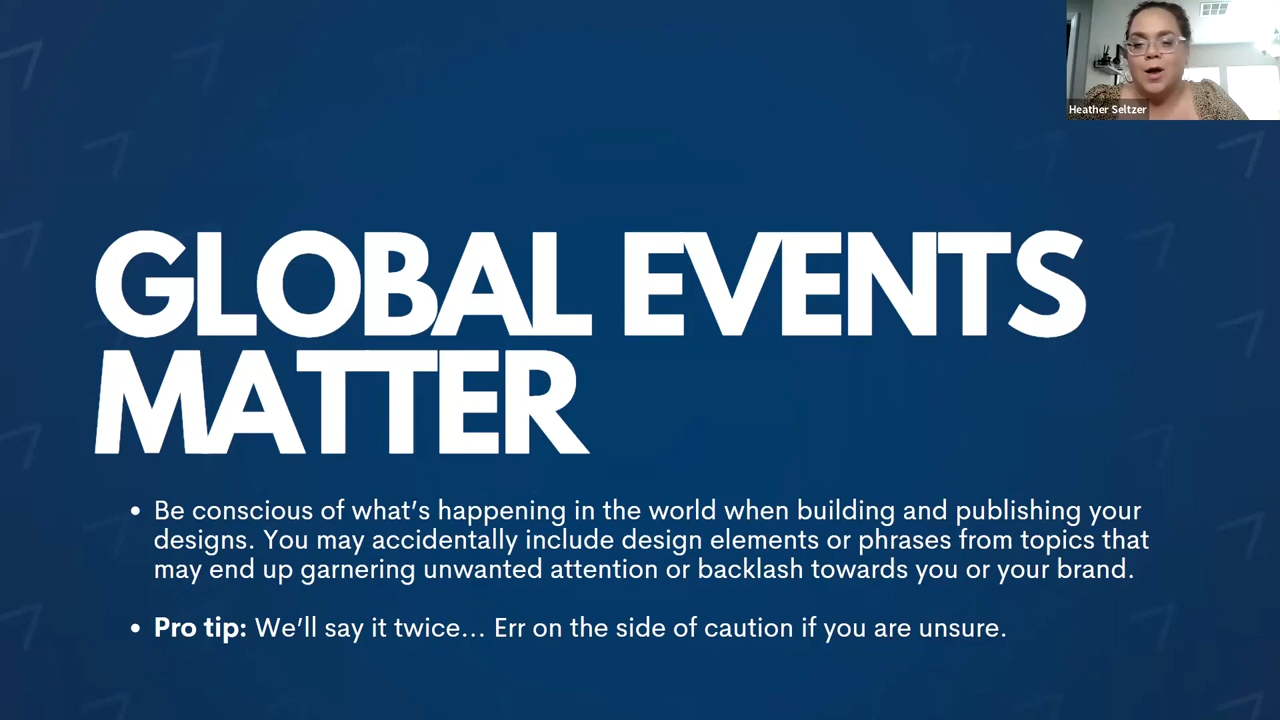 Heather Seltzer
GLOBAL EVENTS
MATTER
• Be conscious of what’s happening in the world when building and publishing your
designs. You may accidentally include design elements or phrases from topics that
may end up garnering unwanted attention or backlash towards you or your brand.
• Pro tip: We’ll say it twice... Err on the side of caution if you are unsure.